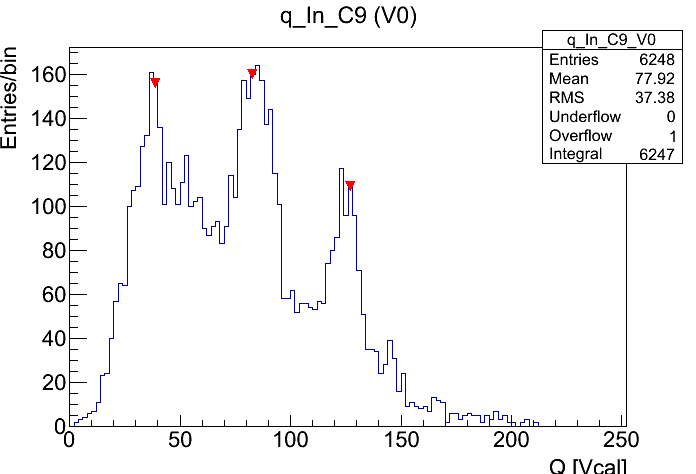 q_In_C9 (V0)
q_In_C9_V0
Entries 6248
Mean 77.92
RMS 37.38
Underflow 0
Overflow 1
Integral 6247
Entries/bin
160
140
120
100
80
60
40
20
0
0 50 100 150 200 250
Q [Vcal]